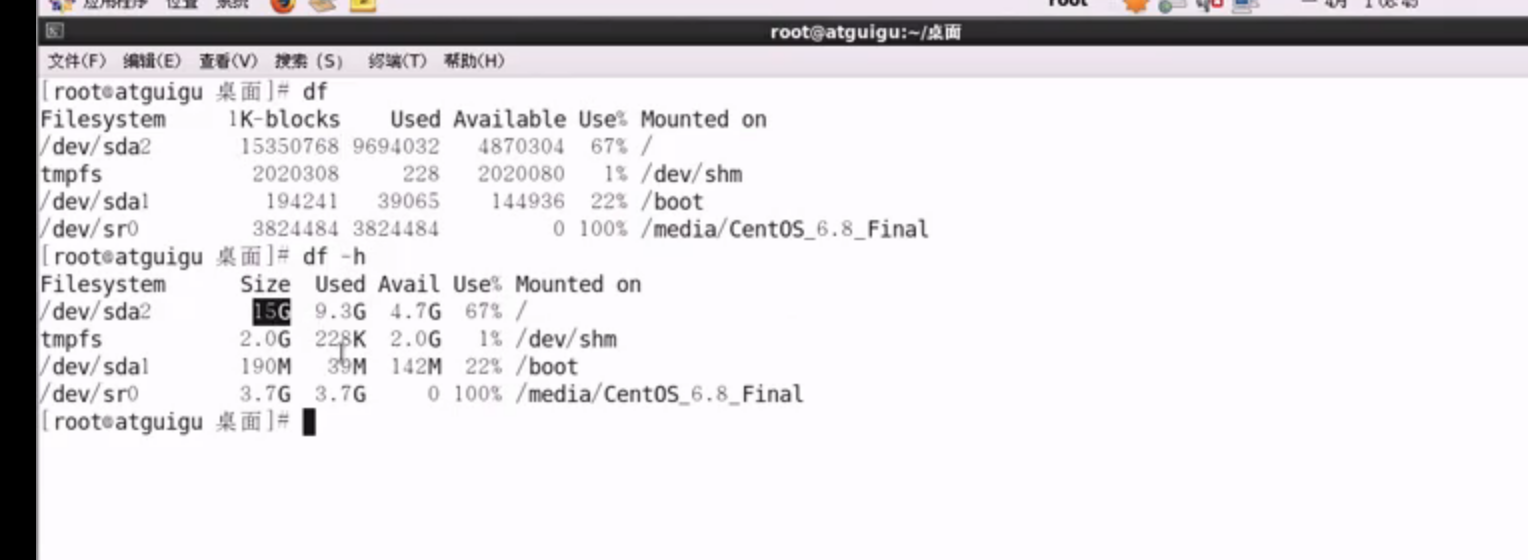 应用程序 位置 系统 root
root@atguigu:~/桌面
文件(F) 编辑(E) 查看(V) 搜索 (S) 终端(T) 帮助(H)
[root@atguigu 桌面]# df
Filesystem 1K-blocks Used Available Use% Mounted on
/dev/sda2 15350768 9694032 4870304 67% /
tmpfs 2020308 228 2020080 1% /dev/shm
/dev/sda1 194241 39065 144936 22% /boot
/dev/sr0 3824484 3824484 0 100% /media/CentOS_6.8_Final
[root@atguigu 桌面]# df -h
Filesystem Size Used Avail Use% Mounted on
/dev/sda2 15G 9.3G 4.7G 67% /
tmpfs 2.0G 228K 2.0G 1% /dev/shm
/dev/sda1 190M 39M 142M 22% /boot
/dev/sr0 3.7G 3.7G 0 100% /media/CentOS_6.8_Final
[root@atguigu 桌面]#